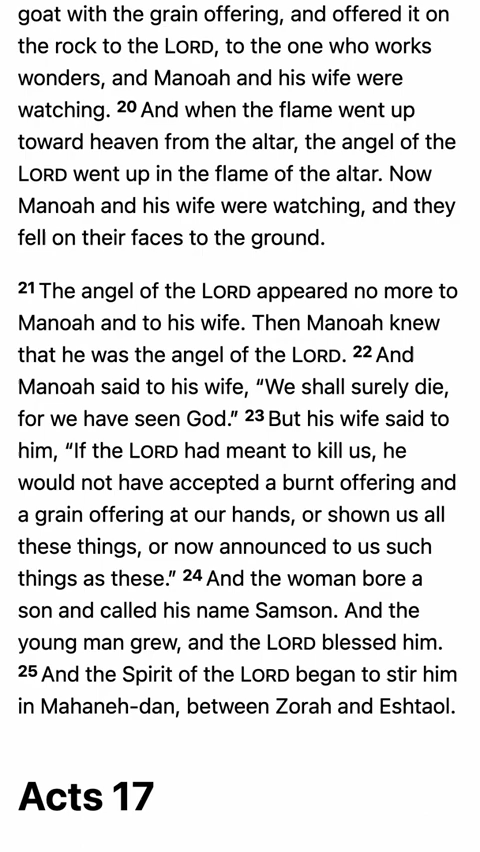 goat with the grain offering, and offered it on
the rock to the LORD, to the one who works
wonders, and Manoah and his wife were
watching. 20 And when the flame went up
toward heaven from the altar, the angel of the
LORD went up in the flame of the altar. Now
Manoah and his wife were watching, and they
fell on their faces to the ground.
21 The angel of the LORD appeared no more to
Manoah and to his wife. Then Manoah knew
that he was the angel of the LORD. 22 And
Manoah said to his wife, “We shall surely die,
for we have seen God.” 23 But his wife said to
him, “If the LORD had meant to kill us, he
would not have accepted a burnt offering and
a grain offering at our hands, or shown us all
these things, or now announced to us such
things as these.” 24 And the woman bore a
son and called his name Samson. And the
young man grew, and the LORD blessed him.
25 And the Spirit of the LORD began to stir him
in Mahaneh-dan, between Zorah and Eshtaol.
Acts 17